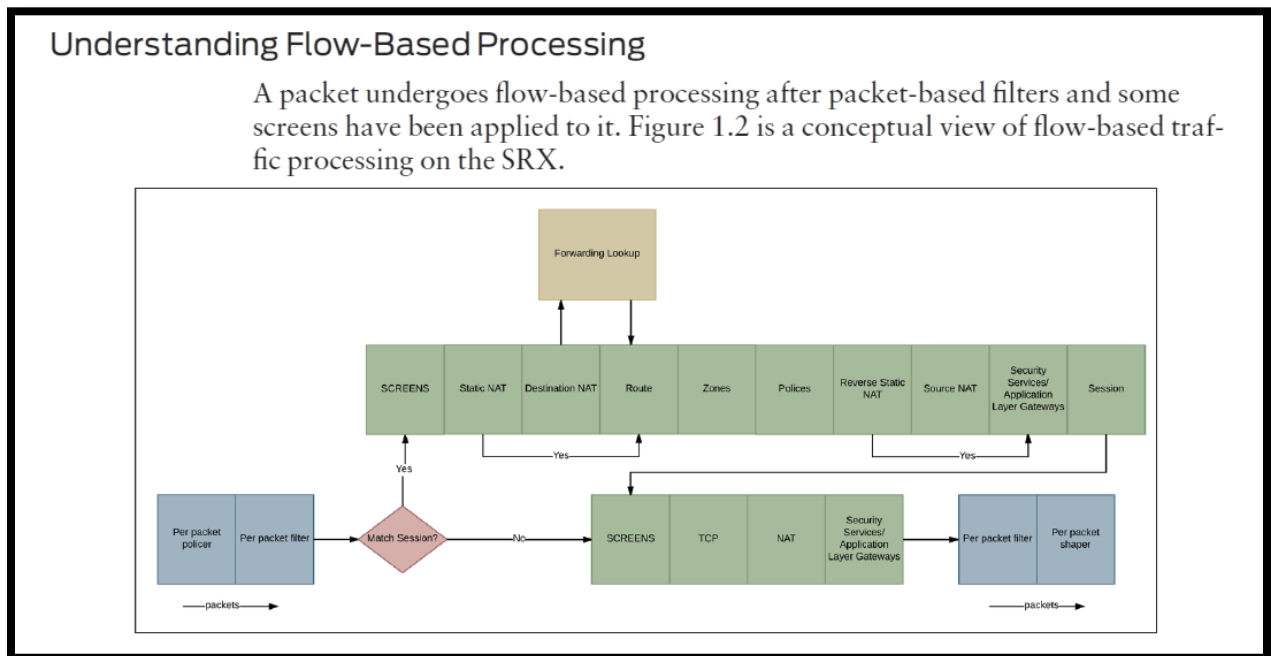 Understanding Flow-Based Processing
A packet undergoes flow-based processing after packet-based filters and some
screens have been applied to it. Figure 1.2 is a conceptual view of flow-based traf-
fic processing on the SRX.
Forwarding Lookup
SCREENS
Static NAT
Destination NAT
Route
Zones
Polices
Reverse Static
NAT
Source NAT
Security
Services/
Application
Layer Gateways
Session
Yes
Yes
Yes
Per packet
policer
Per packet filter
Match Session?
No
SCREENS
TCP
NAT
Security
Services/
Application
Layer Gateways
Per packet filter
Per packet
shaper
packets
packets